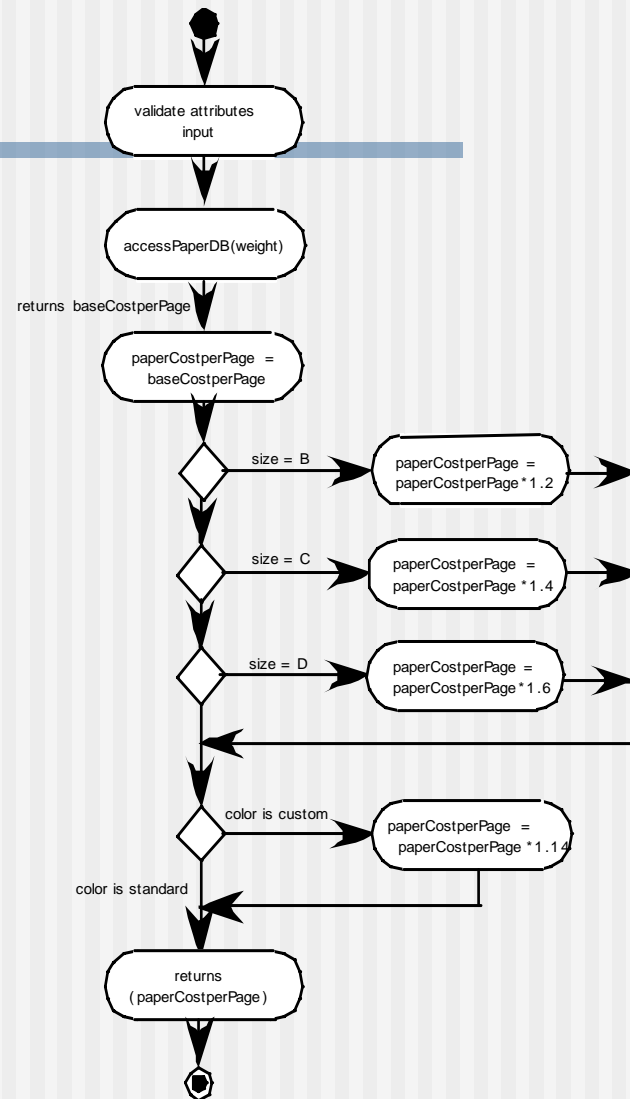 validate attributes
input
accessPaperDB(weight)
returns baseCostperPage
paperCostperPage =
baseCostperPage
size = B
paperCostperPage =
paperCostperPage *1.2
size = C
paperCostperPage =
paperCostperPage *1.4
size = D
paperCostperPage =
paperCostperPage *1.6
color is custom
paperCostperPage =
paperCostperPage *1.14
color is standard
returns
(paperCostperPage)